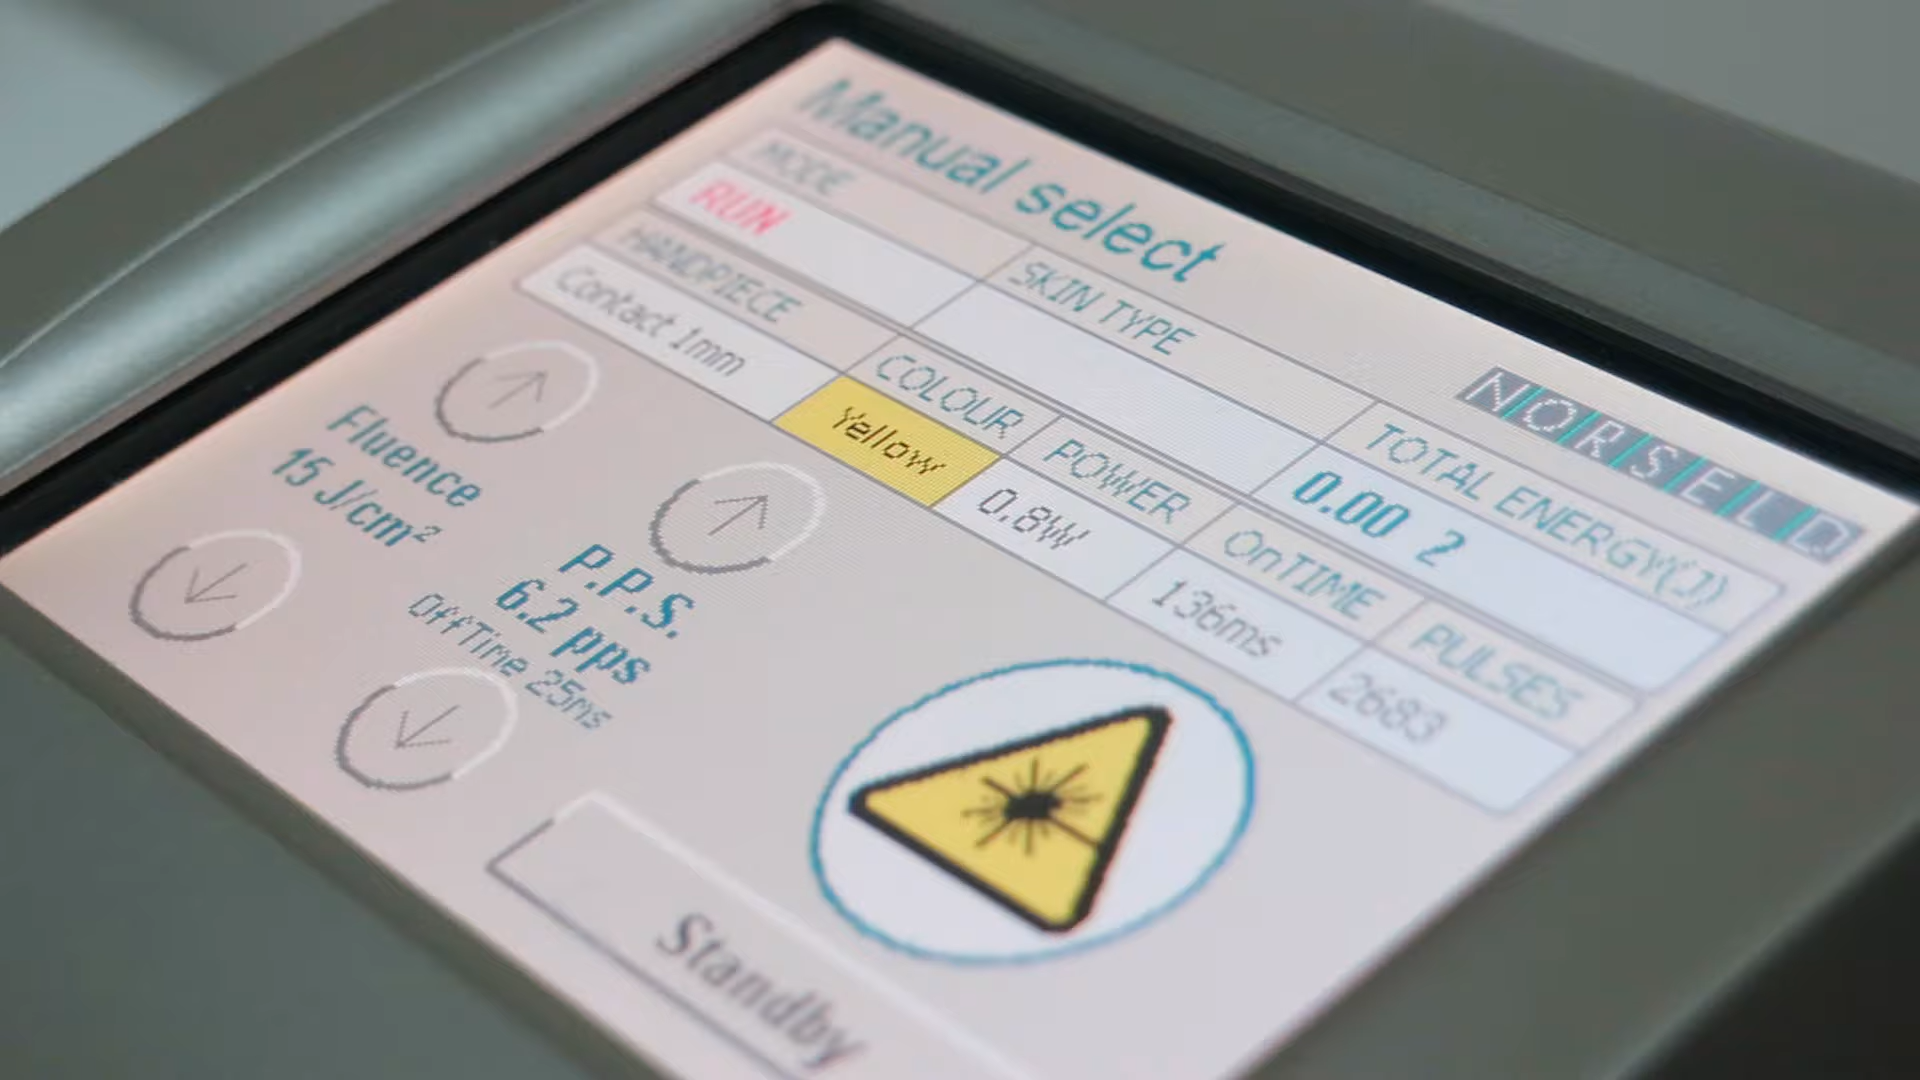 Manual select
NORSELD
MODE
RUN
SKIN TYPE
TOTAL ENERGY(J)
0.00 2
HANDPIECE
Contact 1mm
COLOUR
Yellow
POWER
0.8W
OnTIME
136ms
PULSES
2683
Fluence
15 J/cm²
P.P.S.
6.2 pps
OffTime 25ms
Standby